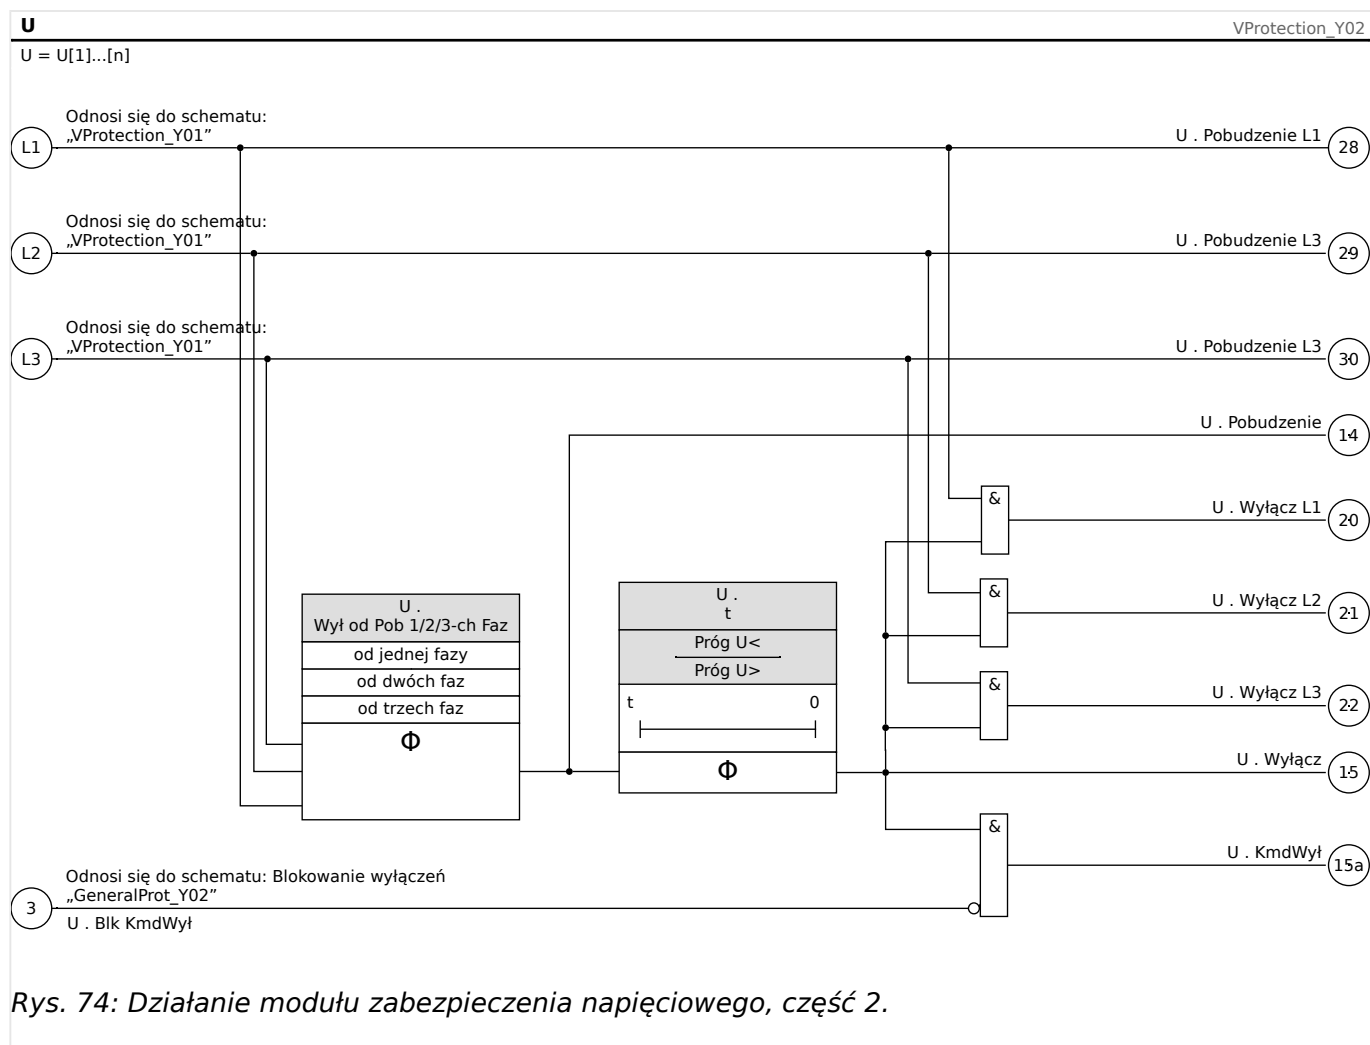 U
VProtection_Y02
U = U[1]...[n]
Odnosi się do schematu:
„VProtection_Y01”
L1
U . Pobudzenie L1
28
Odnosi się do schematu:
„VProtection_Y01”
L2
U . Pobudzenie L3
29
Odnosi się do schematu:
„VProtection_Y01”
L3
U . Pobudzenie L3
30
U . Pobudzenie
14
&
U . Wyłącz L1
20
&
U . Wyłącz L2
21
&
U . Wyłącz L3
22
U .
Wył od Pob 1/2/3-ch Faz
od jednej fazy
od dwóch faz
od trzech faz
Φ
U .
t
Próg U<
Próg U>
t 0
Φ
U . Wyłącz
15
&
U . KmdWył
15a
Odnosi się do schematu: Blokowanie wyłączeń
„GeneralProt_Y02”
3
U . Blk KmdWył
Rys. 74: Działanie modułu zabezpieczenia napięciowego, część 2.